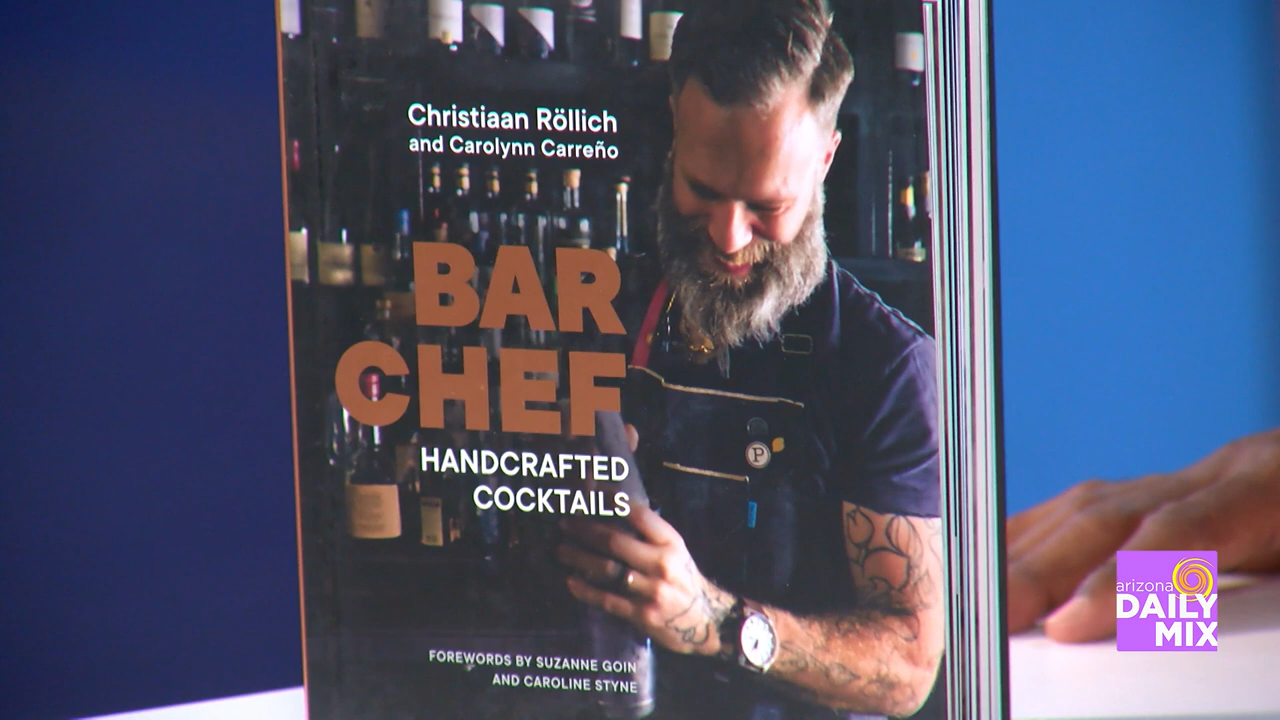 Christiaan Röllich
and Carolynn Carreño
BAR
CHEF
HANDCRAFTED
COCKTAILS
P
FOREWORDS BY SUZANNE GOIN
AND CAROLINE STYNE
arizona
DAILY
MIX